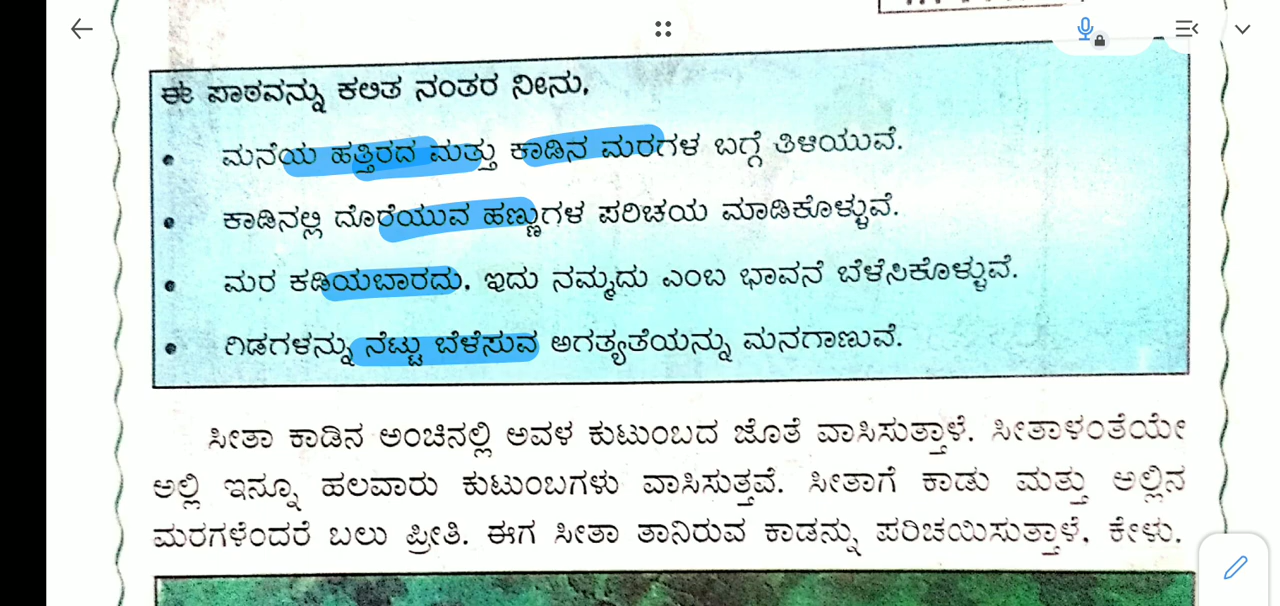 ಈ ಪಾಠವನ್ನು ಕಲಿತ ನಂತರ ನೀನು,
• ಮನೆಯ ಹತ್ತಿರದ ಮತ್ತು ಕಾಡಿನ ಮರಗಳ ಬಗ್ಗೆ ತಿಳಿಯುವೆ.
• ಕಾಡಿನಲ್ಲಿ ದೊರೆಯುವ ಹಣ್ಣುಗಳ ಪರಿಚಯ ಮಾಡಿಕೊಳ್ಳುವೆ.
• ಮರ ಕಡಿಯಬಾರದು. ಇದು ನಮ್ಮದು ಎಂಬ ಭಾವನೆ ಬೆಳೆಸಿಕೊಳ್ಳುವೆ.
• ಗಿಡಗಳನ್ನು ನೆಟ್ಟು ಬೆಳೆಸುವ ಅಗತ್ಯತೆಯನ್ನು ಮನಗಾಣುವೆ.
ಸೀತಾ ಕಾಡಿನ ಅಂಚಿನಲ್ಲಿ ಅವಳ ಕುಟುಂಬದ ಜೊತೆ ವಾಸಿಸುತ್ತಾಳೆ. ಸೀತಾಳಂತೆಯೇ
ಅಲ್ಲಿ ಇನ್ನೂ ಹಲವಾರು ಕುಟುಂಬಗಳು ವಾಸಿಸುತ್ತವೆ. ಸೀತಾಗೆ ಕಾಡು ಮತ್ತು ಅಲ್ಲಿನ
ಮರಗಳೆಂದರೆ ಬಲು ಪ್ರೀತಿ. ಈಗ ಸೀತಾ ತಾನಿರುವ ಕಾಡನ್ನು ಪರಿಚಯಿಸುತ್ತಾಳೆ, ಕೇಳು.